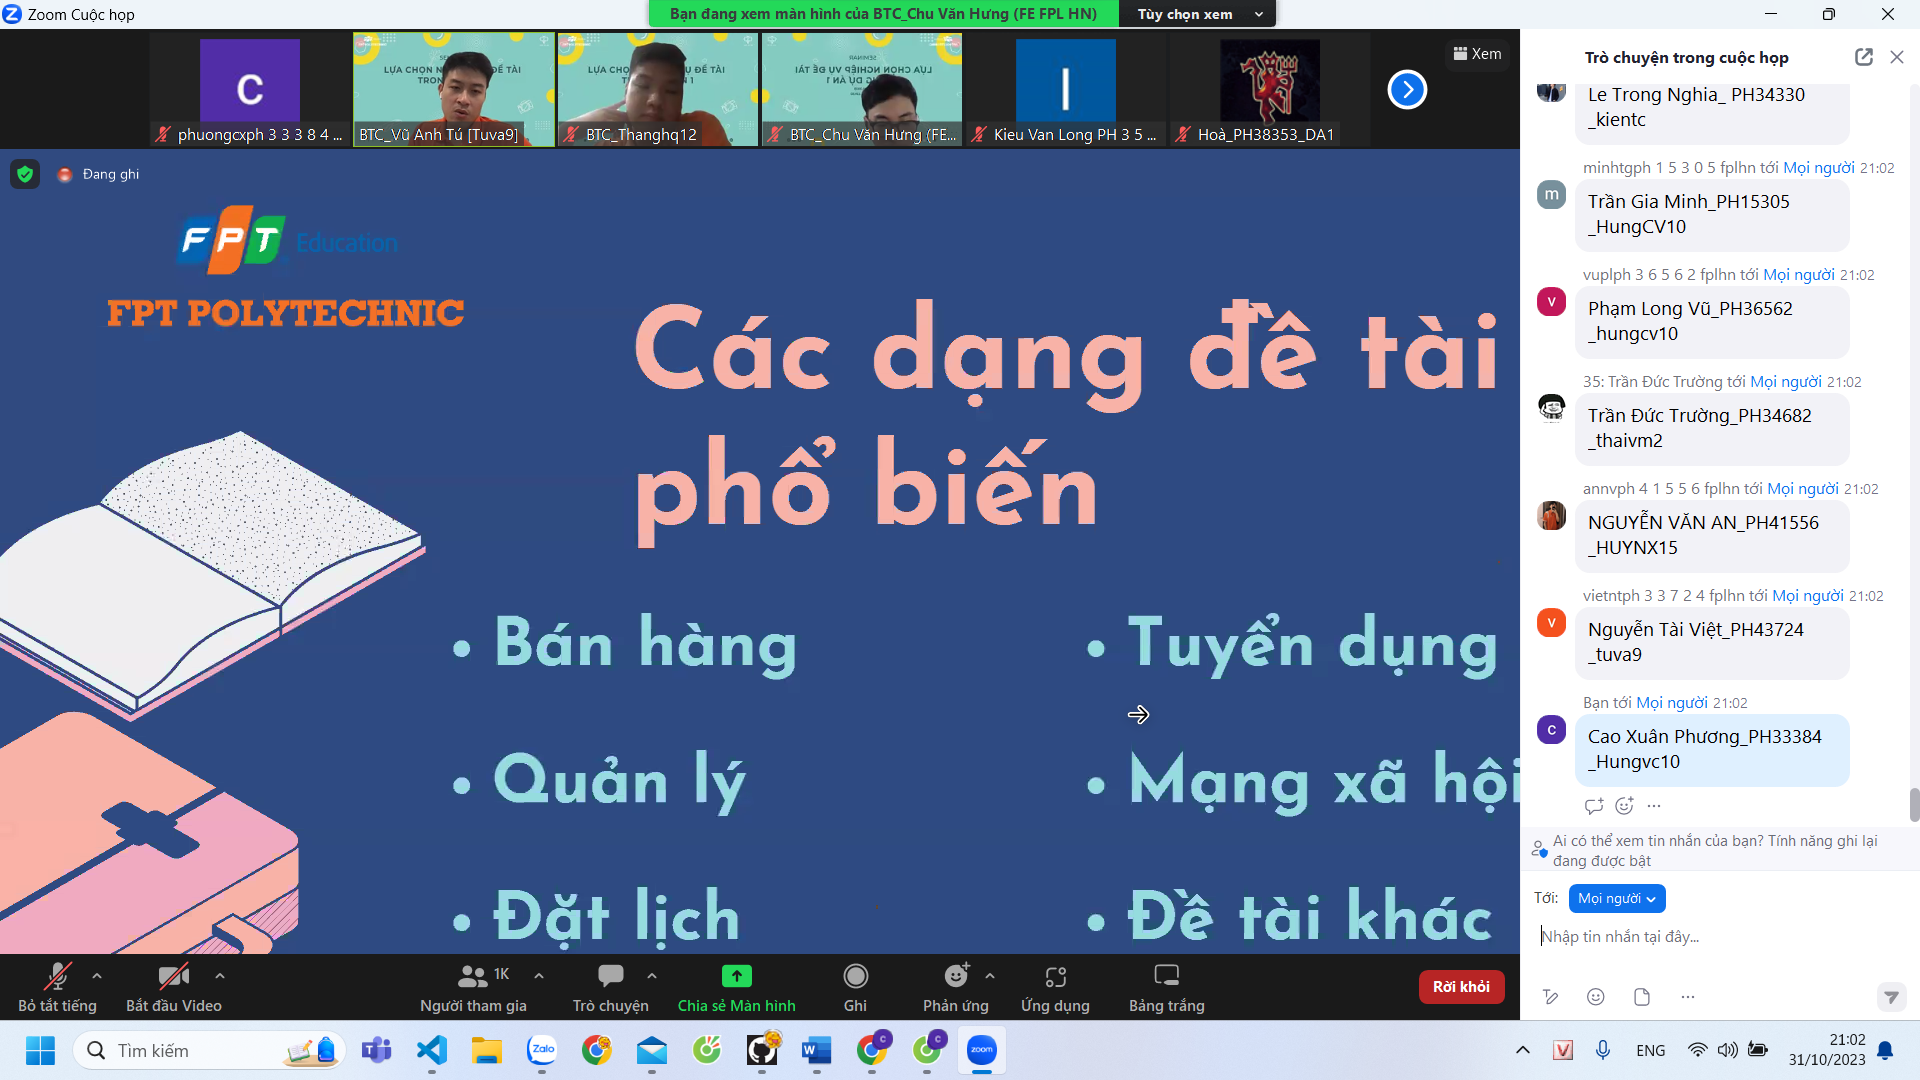 Zoom Cuộc họp
Bạn đang xem màn hình của BTC_Chu Văn Hưng (FE FPL HN)
Tùy chọn xem
C
phuongcxph 3 3 3 8 4 ...
BTC_Vũ Anh Tú [Tuva9]
BTC_Thanghq12
BTC_Chu Văn Hưng (FE...
I
Kieu Van Long PH 3 5 ...
Hoà_PH38353_DA1
Xem
Đang ghi
FPT Education
FPT POLYTECHNIC
Các dạng đề tài
phổ biến
• Bán hàng
• Tuyển dụng
• Quản lý
• Mạng xã hội
• Đặt lịch
• Đề tài khác
Bỏ tắt tiếng
Bắt đầu Video
1K
Người tham gia
Trò chuyện
Chia sẻ Màn hình
Ghi
Phản ứng
Ứng dụng
Bảng trắng
Rời khỏi
Trò chuyện trong cuộc họp
Le Trong Nghia_ PH34330
_kientc
minhtgph 1 5 3 0 5 fplhn tới Mọi người 21:02
m
Trần Gia Minh_PH15305
_HungCV10
vuplph 3 6 5 6 2 fplhn tới Mọi người 21:02
V
Phạm Long Vũ_PH36562
_hungcv10
35: Trần Đức Trường tới Mọi người 21:02
Trần Đức Trường_PH34682
_thaivm2
annvph 4 1 5 5 6 fplhn tới Mọi người 21:02
NGUYỄN VĂN AN_PH41556
_HUYNX15
vietntph 3 3 7 2 4 fplhn tới Mọi người 21:02
V
Nguyễn Tài Việt_PH43724
_tuva9
Bạn tới Mọi người 21:02
C
Cao Xuân Phương_PH33384
_Hungvc10
Ai có thể xem tin nhắn của bạn? Tính năng ghi lại
đang được bật
Tới: Mọi người
Nhập tin nhắn tại đây...
Tìm kiếm
Zalo
zoom
ENG
21:02
31/10/2023